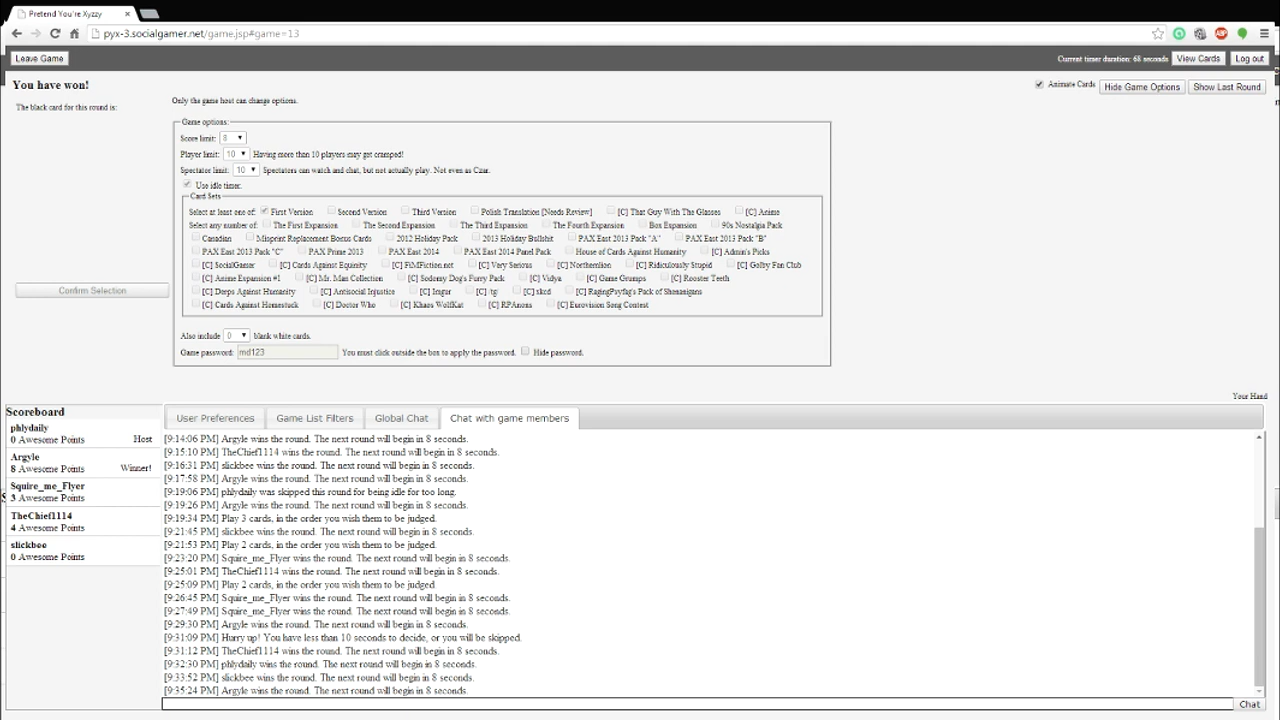 Pretend You're Xyzzy
pyx-3.socialgamer.net/game.jsp#game=13
Leave Game
Current timer duration: 68 seconds
View Cards
Log out
You have won!
Animate Cards
Hide Game Options
Show Last Round
The black card for this round is:
Only the game host can change options.
Game options:
Score limit: 8
Player limit: 10 Having more than 10 players may get cramped!
Spectator limit: 10 Spectators can watch and chat, but not actually play. Not even as Czar.
Use idle timer.
Card Sets
Select at least one of: First Version Second Version Third Version Polish Translation [Needs Review] [C] That Guy With The Glasses [C] Anime
Select any number of: The First Expansion The Second Expansion The Third Expansion The Fourth Expansion Box Expansion 90s Nostalgia Pack
Canadian Misprint Replacement Bonus Cards 2012 Holiday Pack 2013 Holiday Bullshit PAX East 2013 Pack "A" PAX East 2013 Pack "B"
PAX East 2013 Pack "C" PAX Prime 2013 PAX East 2014 PAX East 2014 Panel Pack House of Cards Against Humanity [C] Admin's Picks
[C] SocialGamer [C] Cards Against Equinity [C] FiMFiction.net [C] Very Serious [C] Northernlion [C] Ridiculously Stupid [C] Golby Fan Club
[C] Anime Expansion #1 [C] Mr. Man Collection [C] Sodomy Dog's Furry Pack [C] Vidya [C] Game Grumps [C] Rooster Teeth
[C] Derps Against Humanity [C] Antisocial Injustice [C] Imgur [C] /tg/ [C] xkcd [C] RagingPsyfag's Pack of Shenanigans
[C] Cards Against Homestuck [C] Doctor Who [C] Khaos WolfKat [C] RPAnons [C] Eurovision Song Contest
Confirm Selection
Also include 0 blank white cards.
Game password: md123 You must click outside the box to apply the password. Hide password.
Your Hand
Scoreboard
phlydaily
0 Awesome Points Host
Argyle
8 Awesome Points Winner!
Squire_me_Flyer
3 Awesome Points
TheChief1114
4 Awesome Points
slickbee
0 Awesome Points
User Preferences
Game List Filters
Global Chat
Chat with game members
[9:14:06 PM] Argyle wins the round. The next round will begin in 8 seconds.
[9:15:10 PM] TheChief1114 wins the round. The next round will begin in 8 seconds.
[9:16:31 PM] slickbee wins the round. The next round will begin in 8 seconds.
[9:17:58 PM] Argyle wins the round. The next round will begin in 8 seconds.
[9:19:06 PM] phlydaily was skipped this round for being idle for too long.
[9:19:26 PM] Argyle wins the round. The next round will begin in 8 seconds.
[9:19:34 PM] Play 3 cards, in the order you wish them to be judged.
[9:21:45 PM] slickbee wins the round. The next round will begin in 8 seconds.
[9:21:53 PM] Play 2 cards, in the order you wish them to be judged.
[9:23:20 PM] Squire_me_Flyer wins the round. The next round will begin in 8 seconds.
[9:25:01 PM] TheChief1114 wins the round. The next round will begin in 8 seconds.
[9:25:09 PM] Play 2 cards, in the order you wish them to be judged.
[9:26:45 PM] Squire_me_Flyer wins the round. The next round will begin in 8 seconds.
[9:27:49 PM] Squire_me_Flyer wins the round. The next round will begin in 8 seconds.
[9:29:30 PM] Argyle wins the round. The next round will begin in 8 seconds.
[9:31:09 PM] Hurry up! You have less than 10 seconds to decide, or you will be skipped.
[9:31:12 PM] TheChief1114 wins the round. The next round will begin in 8 seconds.
[9:32:30 PM] phlydaily wins the round. The next round will begin in 8 seconds.
[9:33:52 PM] slickbee wins the round. The next round will begin in 8 seconds.
[9:35:24 PM] Argyle wins the round. The next round will begin in 8 seconds.
Chat